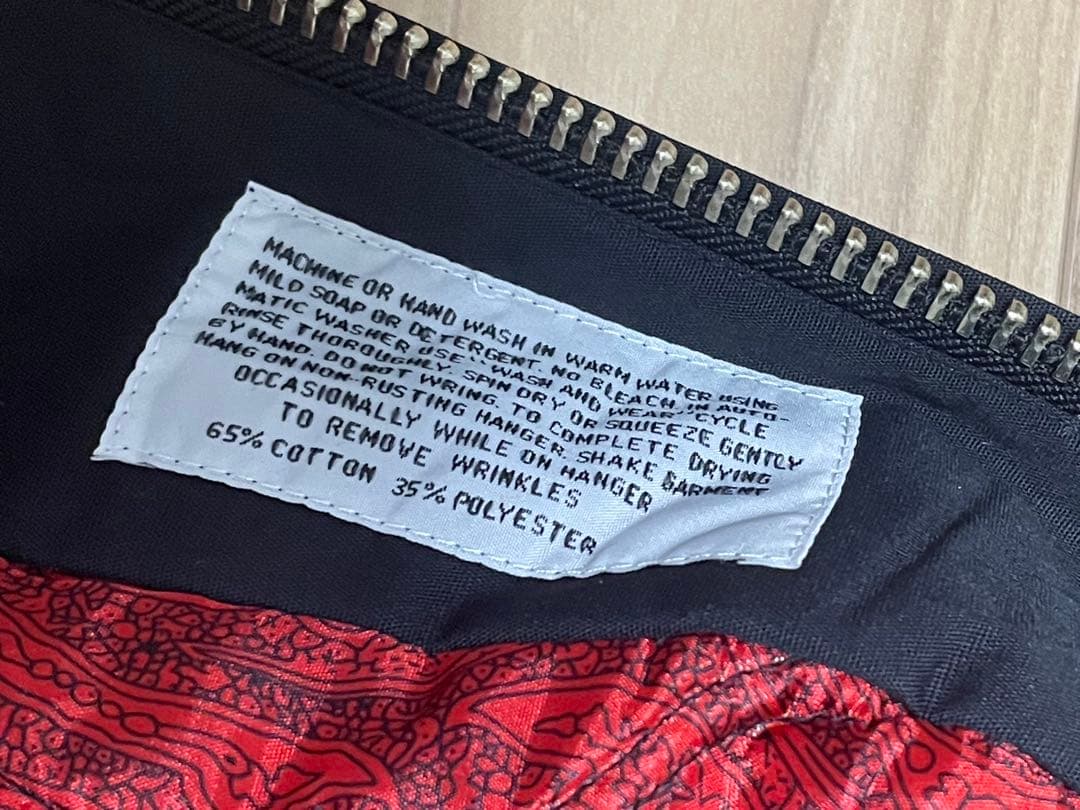 MACHINE OR HAND WASH IN WARM WATER USING
MILD SOAP OR DETERGENT. NO BLEACH. IN AUTO-
MATIC WASHER USE "WASH AND WEAR" CYCLE
RINSE THOROUGHLY. SPIN DRY OR SQUEEZE GENTLY
BY HAND. DO NOT WRING. TO COMPLETE DRYING
HANG ON NON-RUSTING HANGER. SHAKE GARMENT
OCCASIONALLY WHILE ON HANGER
TO REMOVE WRINKLES
65% COTTON 35% POLYESTER